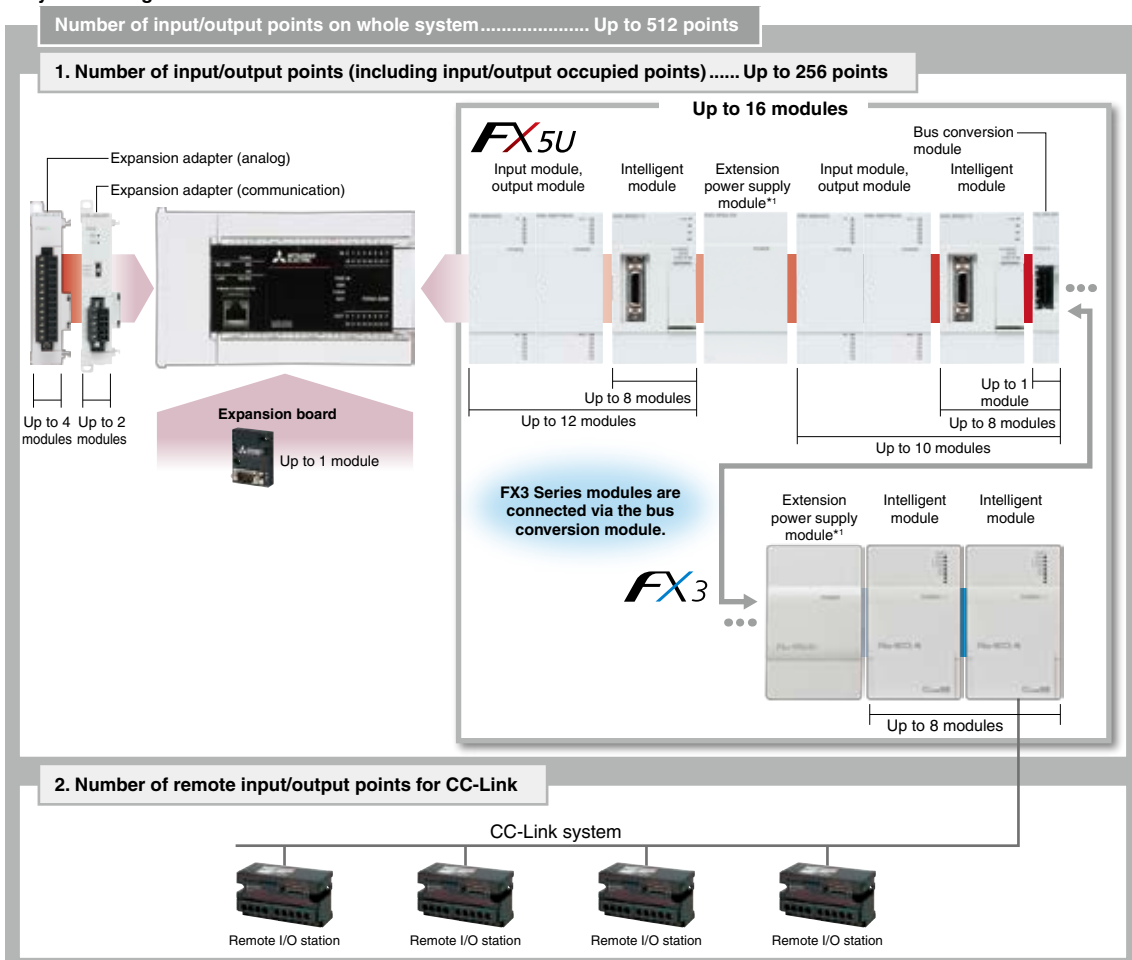 Number of input/output points on whole system..................... Up to 512 points
1. Number of input/output points (including input/output occupied points)...... Up to 256 points
Up to 16 modules
FX5U
Bus conversion
module
Expansion adapter (analog)
Expansion adapter (communication)
Input module,
output module
Intelligent
module
Extension
power supply
module*1
Input module,
output module
Intelligent
module
MITSUBISHI
ELECTRIC
Up to 4
modules
Up to 2
modules
Expansion board
Up to 1 module
Up to 8 modules
Up to 12 modules
Up to 1
module
Up to 8 modules
Up to 10 modules
FX3 Series modules are
connected via the bus
conversion module.
FX3
Extension
power supply
module*1
Intelligent
module
Intelligent
module
Up to 8 modules
2. Number of remote input/output points for CC-Link
CC-Link system
Remote I/O station
Remote I/O station
Remote I/O station
Remote I/O station